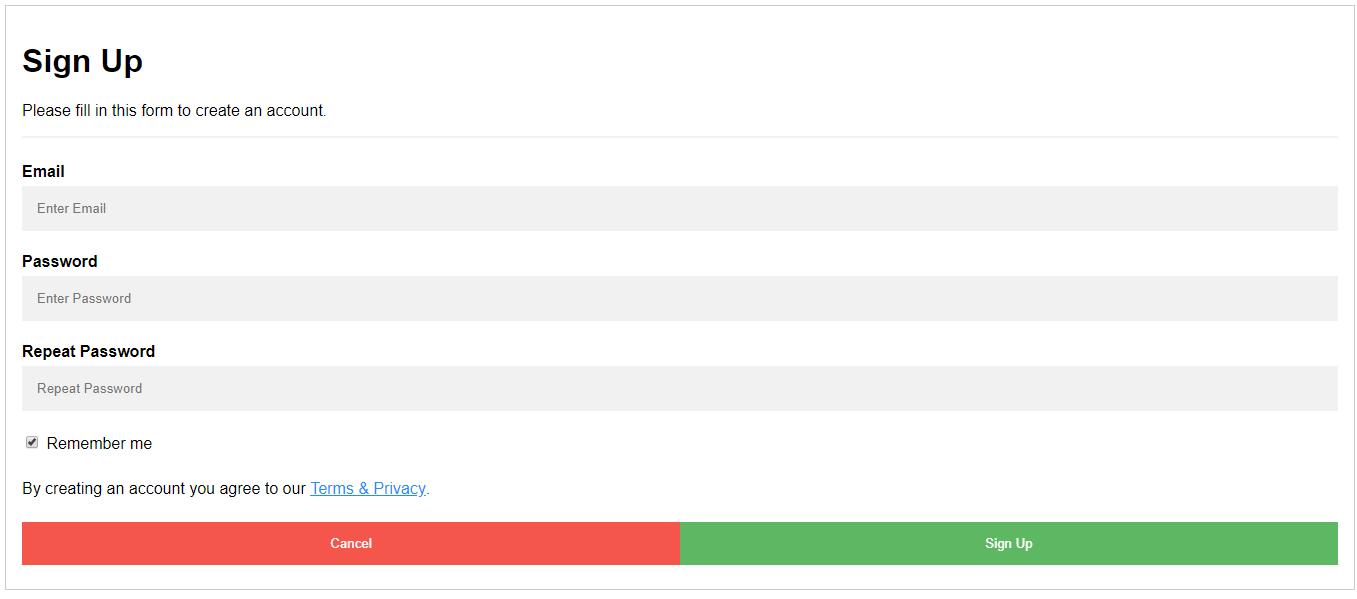 Sign Up
Please fill in this form to create an account.
Email
Enter Email
Password
Enter Password
Repeat Password
Repeat Password
Remember me
By creating an account you agree to our Terms & Privacy.
Cancel
Sign Up